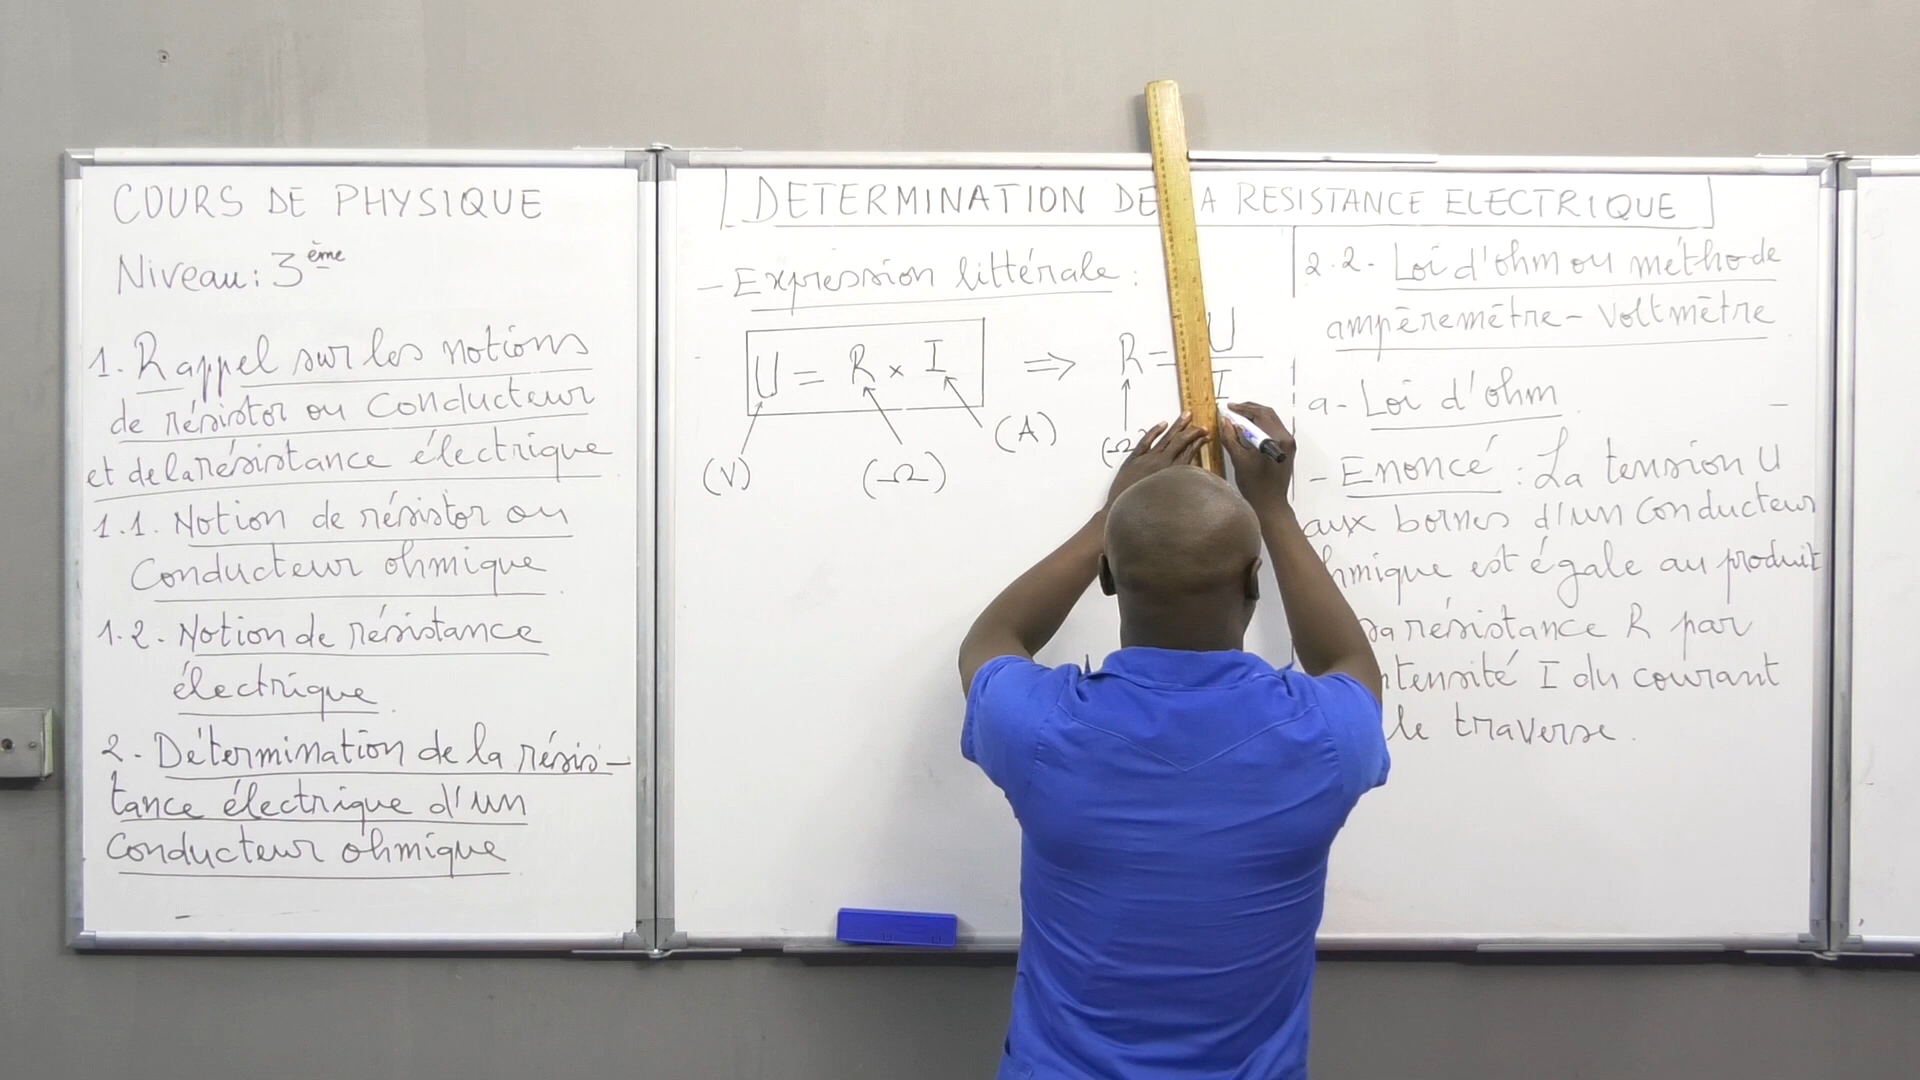 COURS DE PHYSIQUE
Niveau: 3ème
1. Rappel sur les notions
de résistor ou Conducteur
et de la résistance électrique
1.1. Notion de résistor ou
Conducteur ohmique
1.2. Notion de résistance
électrique
2. Détermination de la résis-
tance électrique d'un
Conducteur ohmique
DETERMINATION DE A RESISTANCE ELECTRIQUE
- Expression littérale :
U = R × I ⇒ R = U
I
(V) (Ω) (A) (Ω
2.2- Loi d'ohm ou méthode
ampèremètre - Voltmètre
a- Loi d'ohm
- Enoncé : La tension U
aux bornes d'un Conducteur
hmique est égale au produit
sa résistance R par
ntensité I du courant
le traverse.